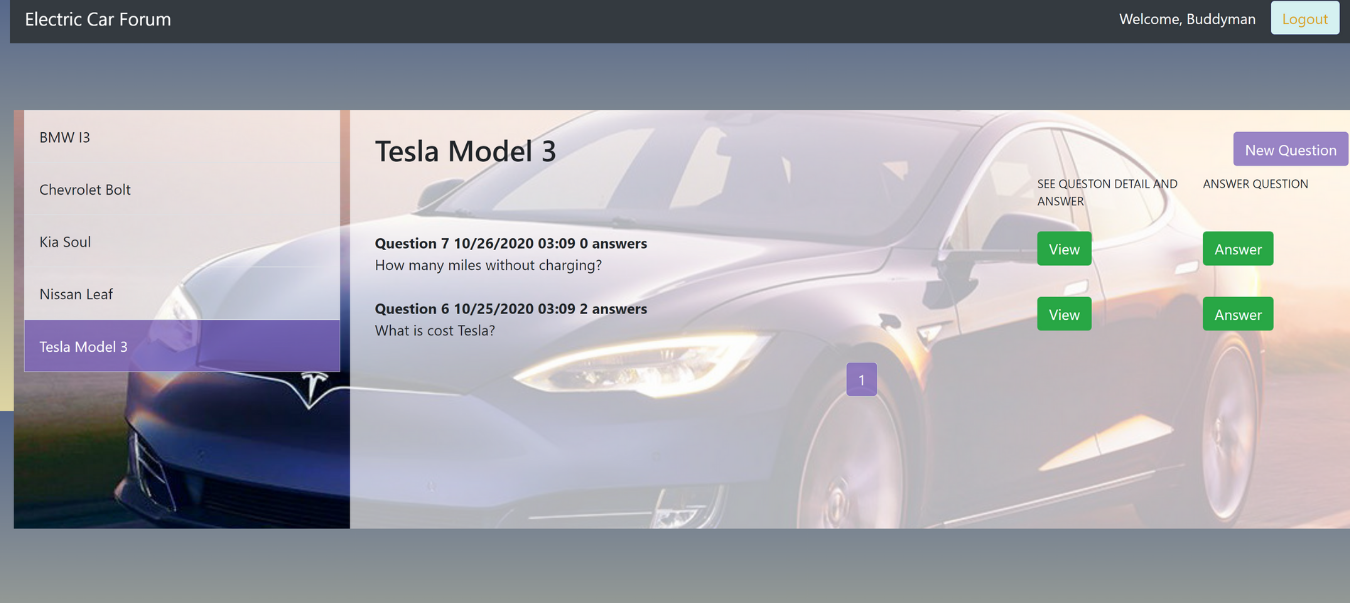 Electric Car Forum
Welcome, Buddyman
Logout
BMW I3
Chevrolet Bolt
Kia Soul
Nissan Leaf
Tesla Model 3
Tesla Model 3
New Question
SEE QUESTON DETAIL AND
ANSWER
ANSWER QUESTION
Question 7 10/26/2020 03:09 0 answers
How many miles without charging?
View
Answer
Question 6 10/25/2020 03:09 2 answers
What is cost Tesla?
View
Answer
1